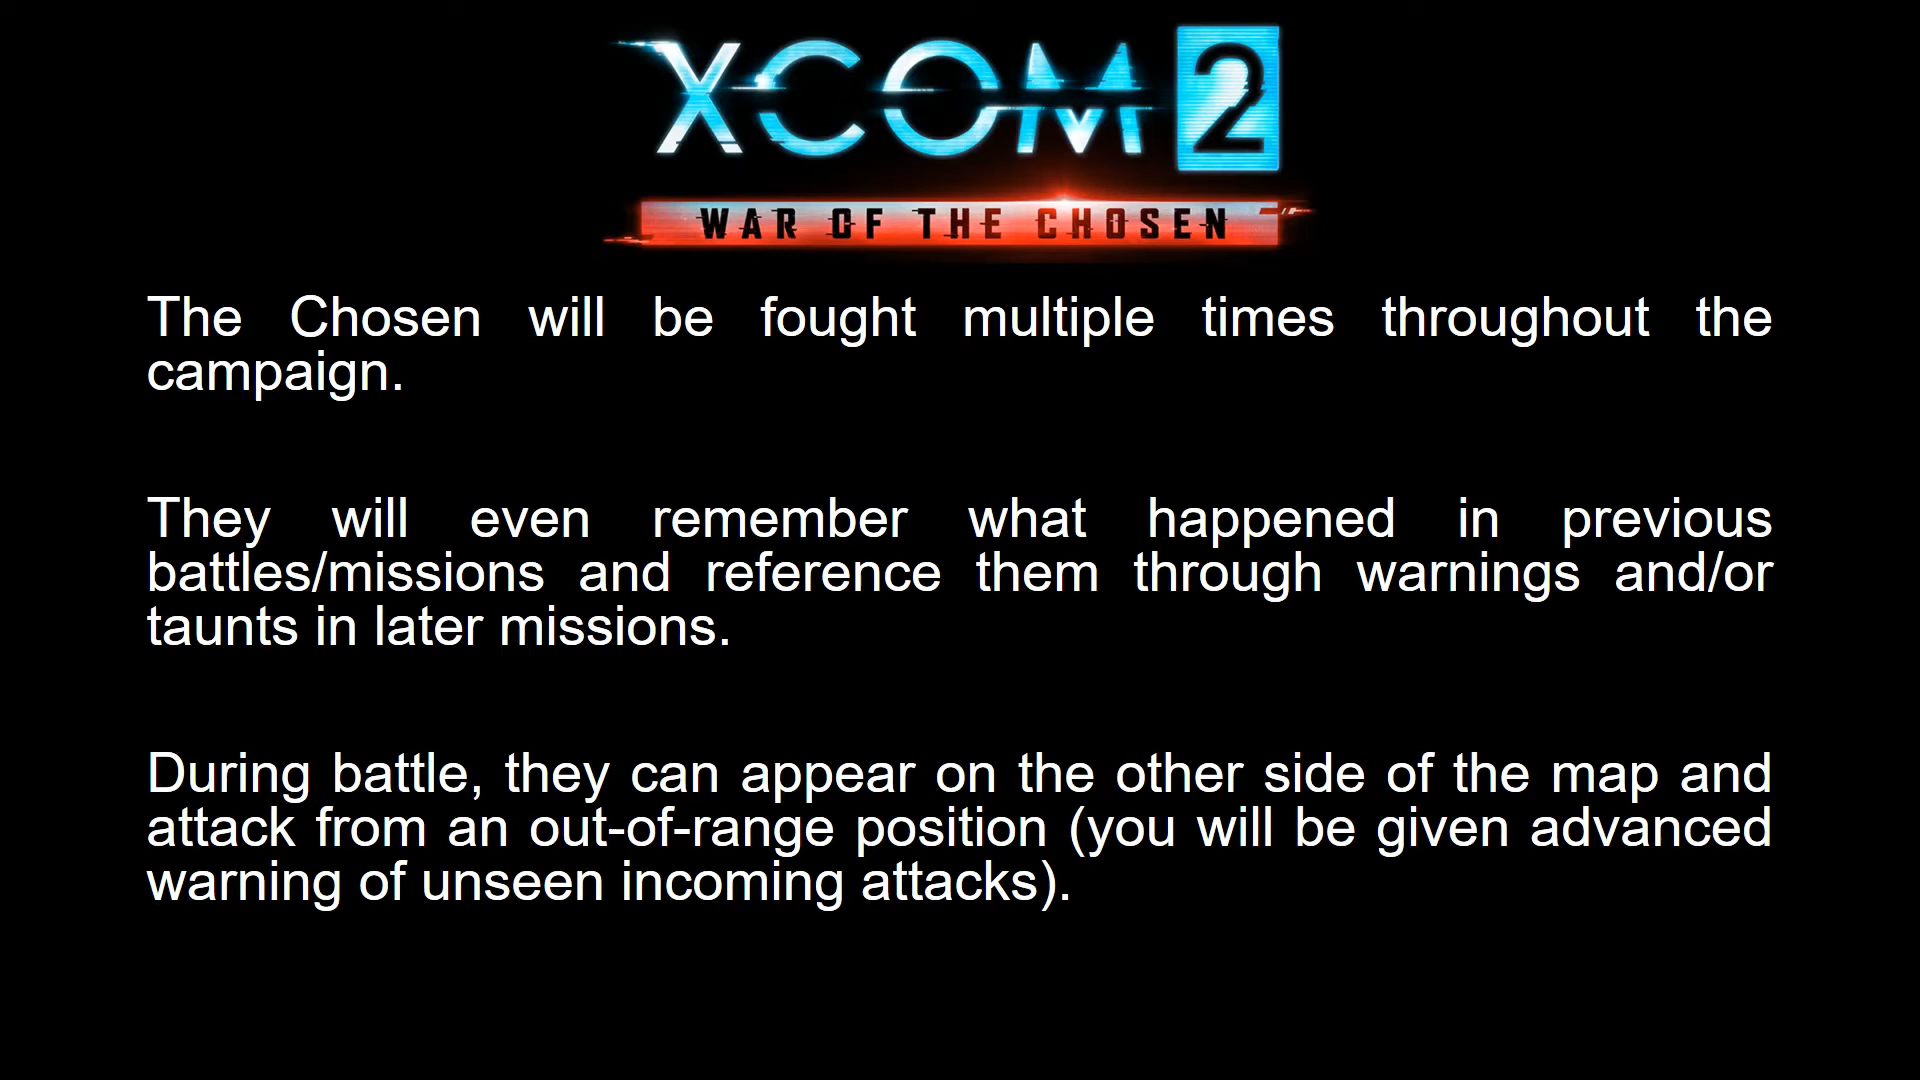 XCOM 2
WAR OF THE CHOSEN
The Chosen will be fought multiple times throughout the
campaign.
They will even remember what happened in previous
battles/missions and reference them through warnings and/or
taunts in later missions.
During battle, they can appear on the other side of the map and
attack from an out-of-range position (you will be given advanced
warning of unseen incoming attacks).